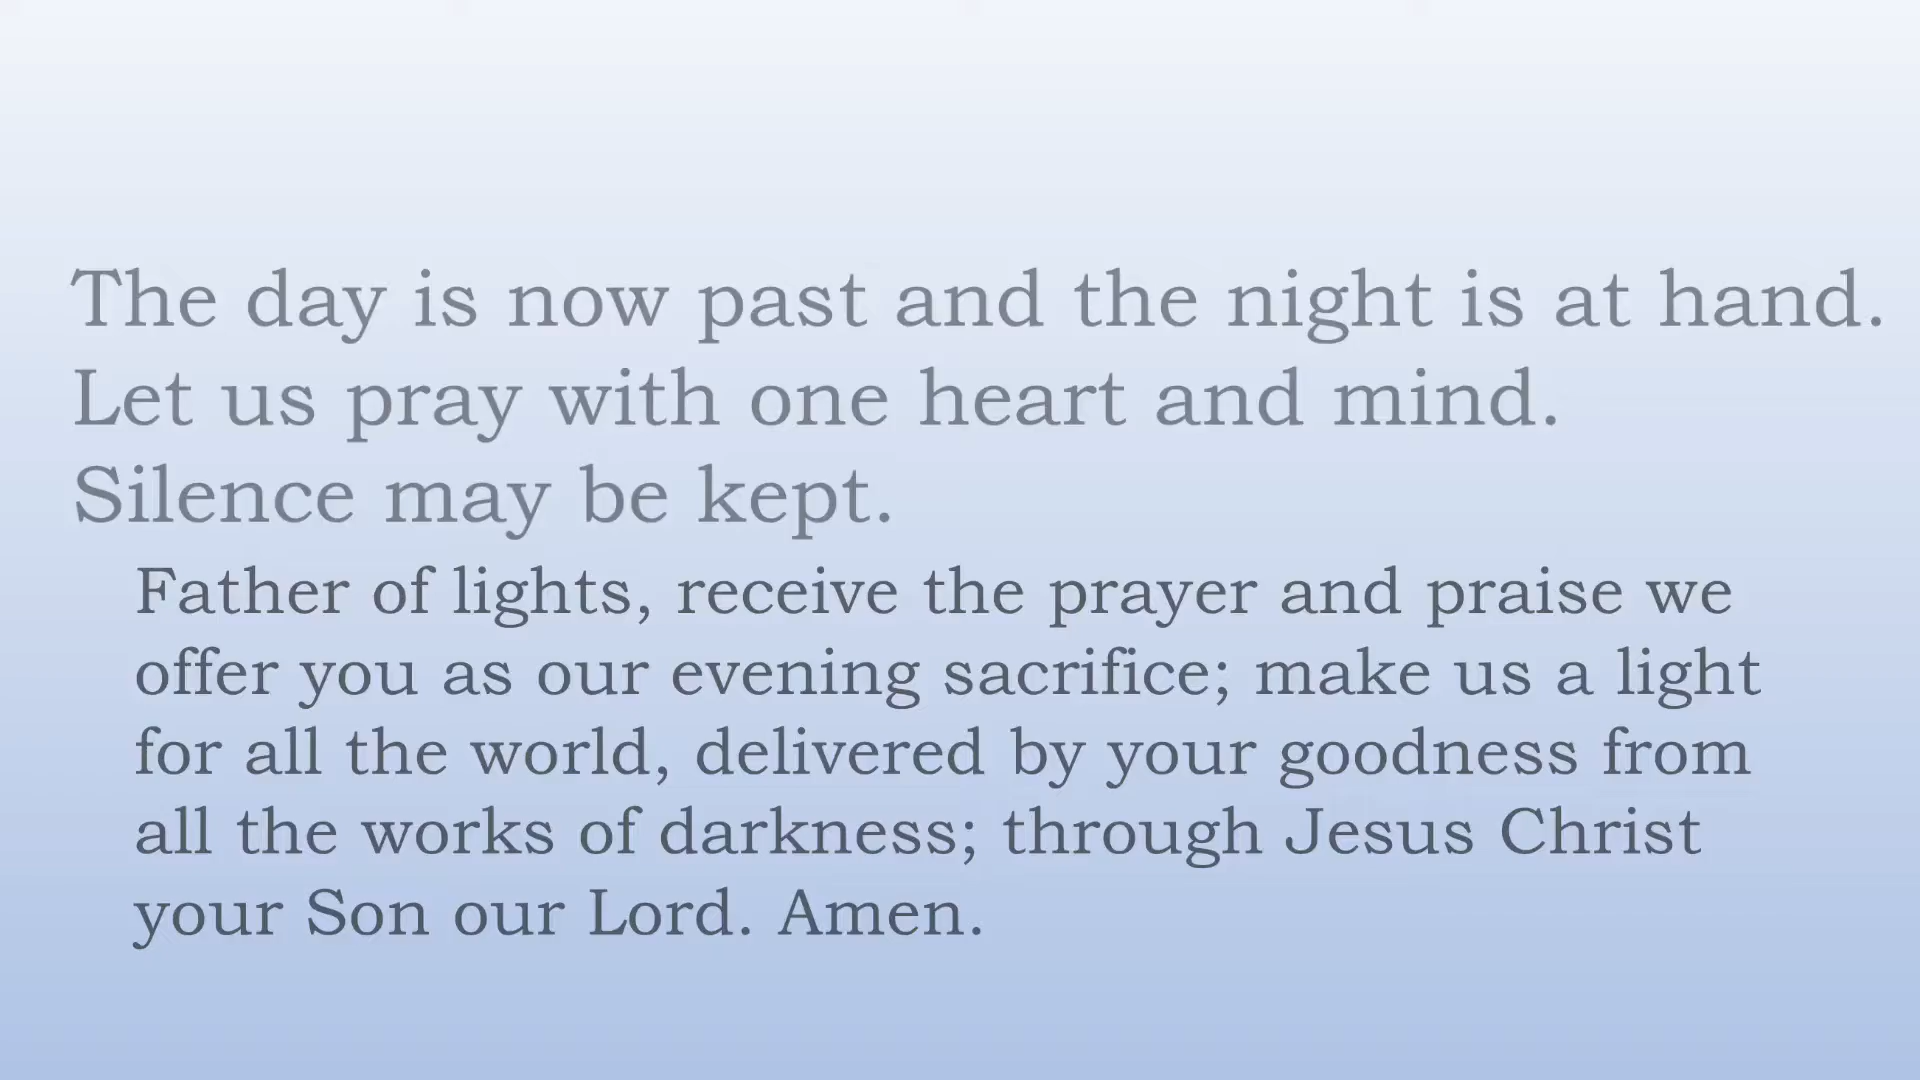 The day is now past and the night is at hand.
Let us pray with one heart and mind.
Silence may be kept.
Father of lights, receive the prayer and praise we
offer you as our evening sacrifice; make us a light
for all the world, delivered by your goodness from
all the works of darkness; through Jesus Christ
your Son our Lord. Amen.